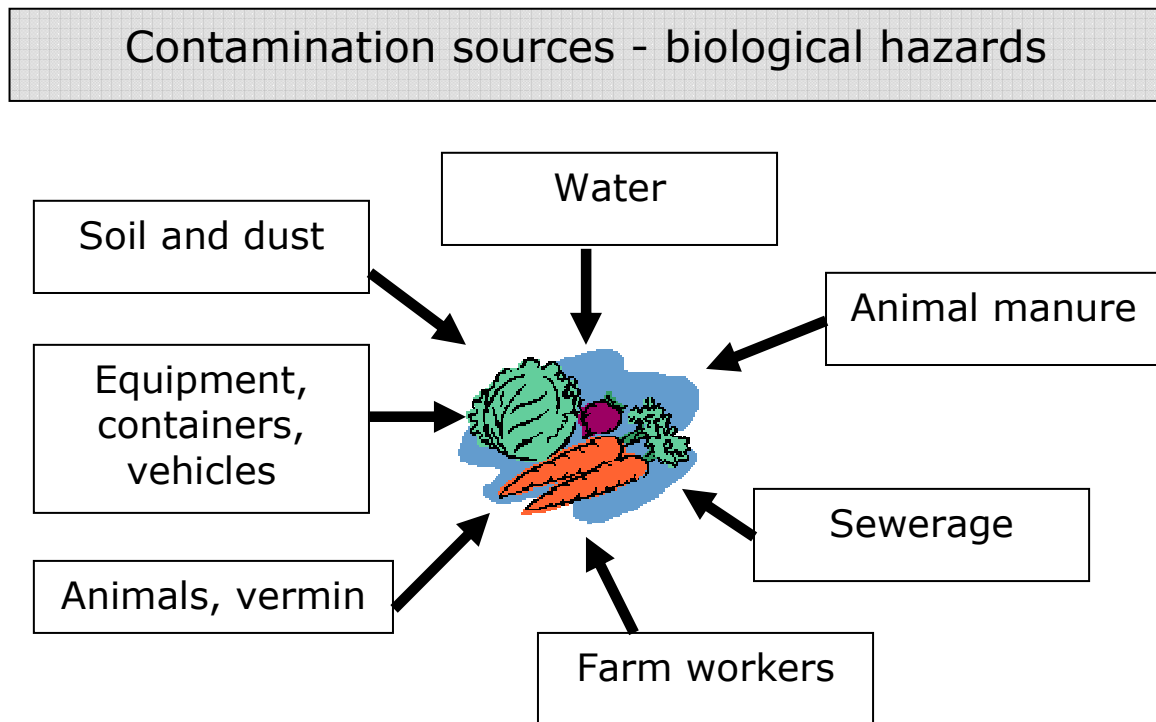 Contamination sources - biological hazards
Water
Soil and dust
Animal manure
Equipment,
containers,
vehicles
Sewerage
Animals, vermin
Farm workers